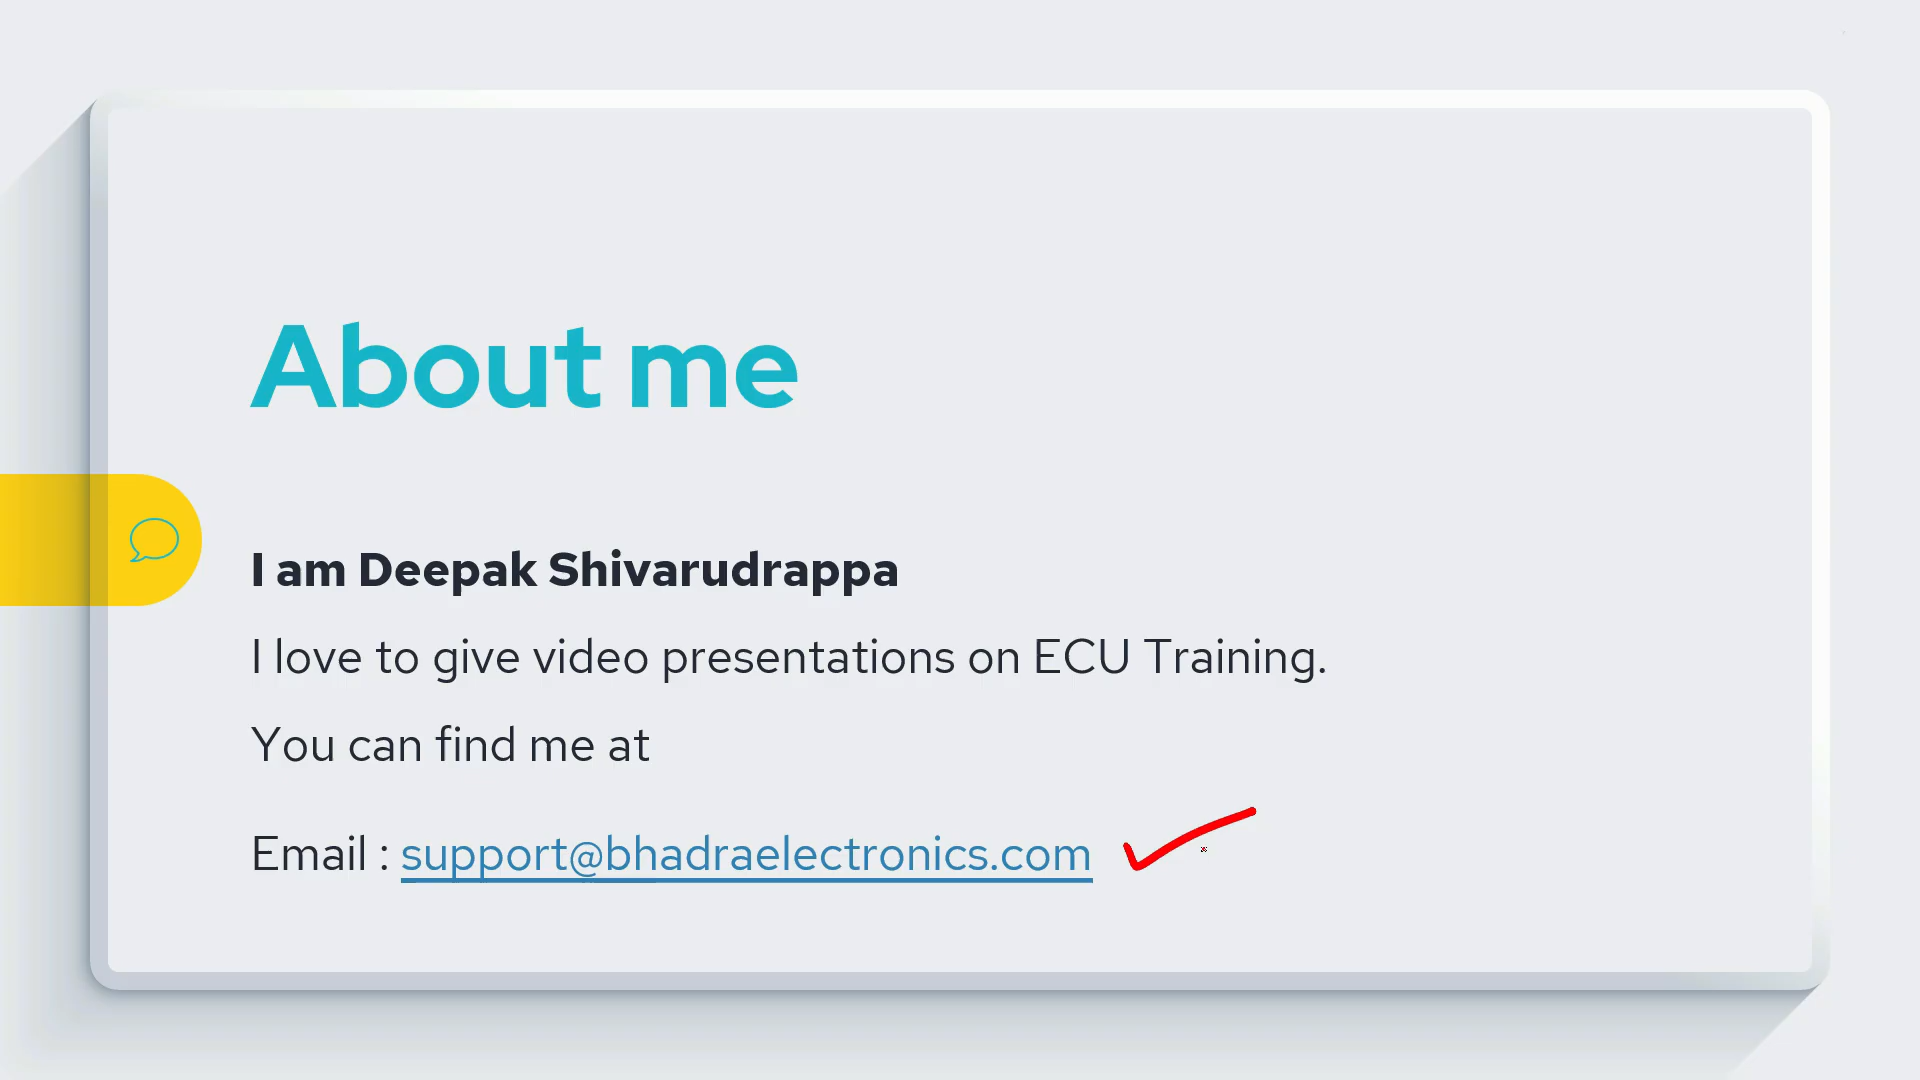 About me
I am Deepak Shivarudrappa
I love to give video presentations on ECU Training.
You can find me at
Email : support@bhadraelectronics.com